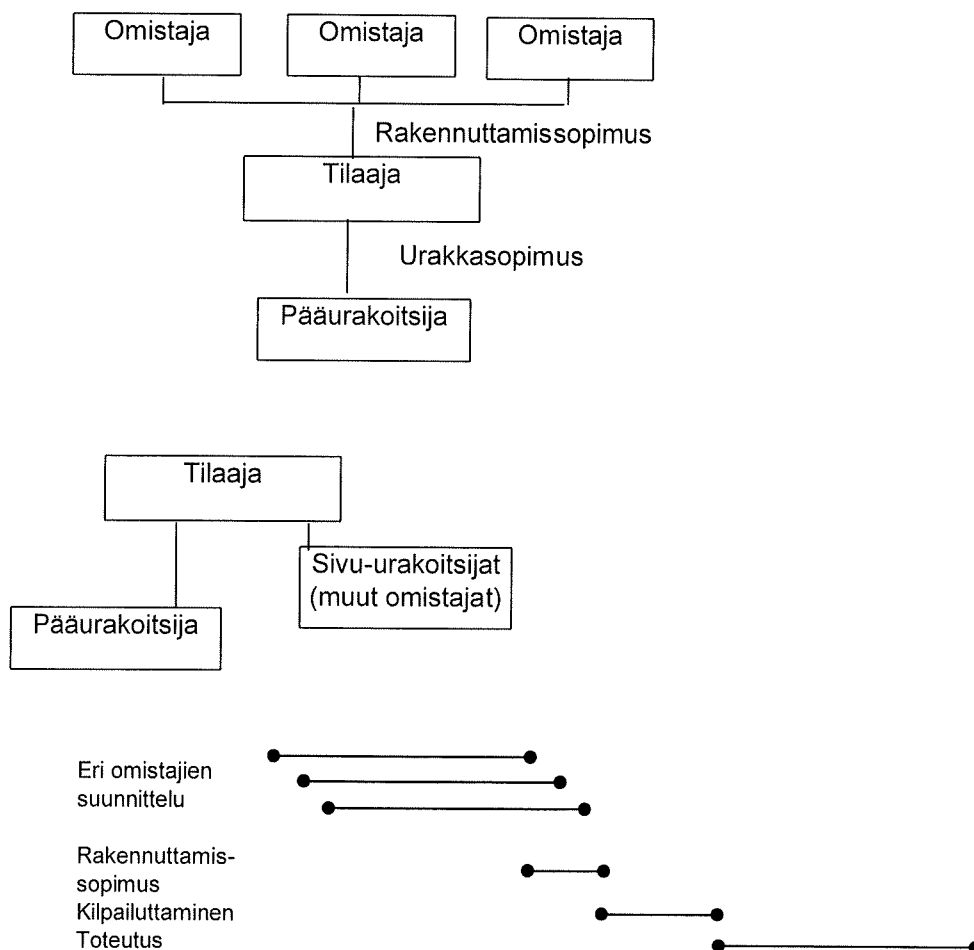 Omistaja
Omistaja
Omistaja
Rakennuttamissopimus
Tilaaja
Urakkasopimus
Pääurakoitsija
Tilaaja
Sivu-urakoitsijat
(muut omistajat)
Pääurakoitsija
Eri omistajien
suunnittelu
Rakennuttamis-
sopimus
Kilpailuttaminen
Toteutus